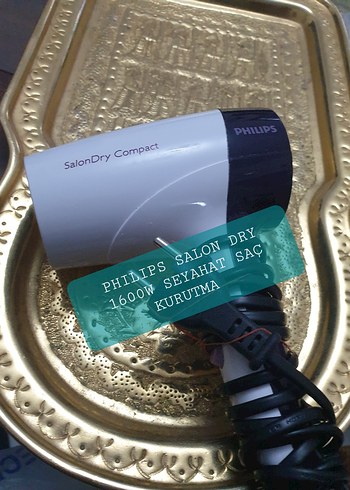 PHILIPS
SalonDry Compact
PHILIPS SALON DRY
1600W SEYAHAT SAÇ
KURUTMA